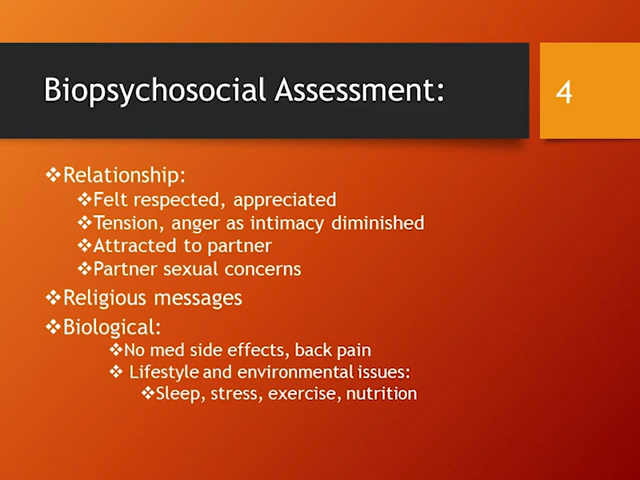 Biopsychosocial Assessment:
4
❖Relationship:
❖Felt respected, appreciated
❖Tension, anger as intimacy diminished
❖Attracted to partner
❖Partner sexual concerns
❖Religious messages
❖Biological:
❖No med side effects, back pain
❖ Lifestyle and environmental issues:
❖Sleep, stress, exercise, nutrition